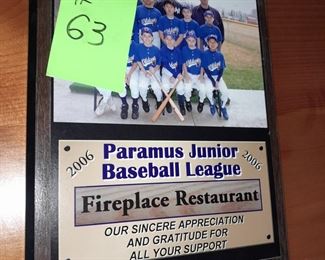 63
2006
Paramus Junior
Baseball League
2006
Fireplace Restaurant
OUR SINCERE APPRECIATION
AND GRATITUDE FOR
ALL YOUR SUPPORT